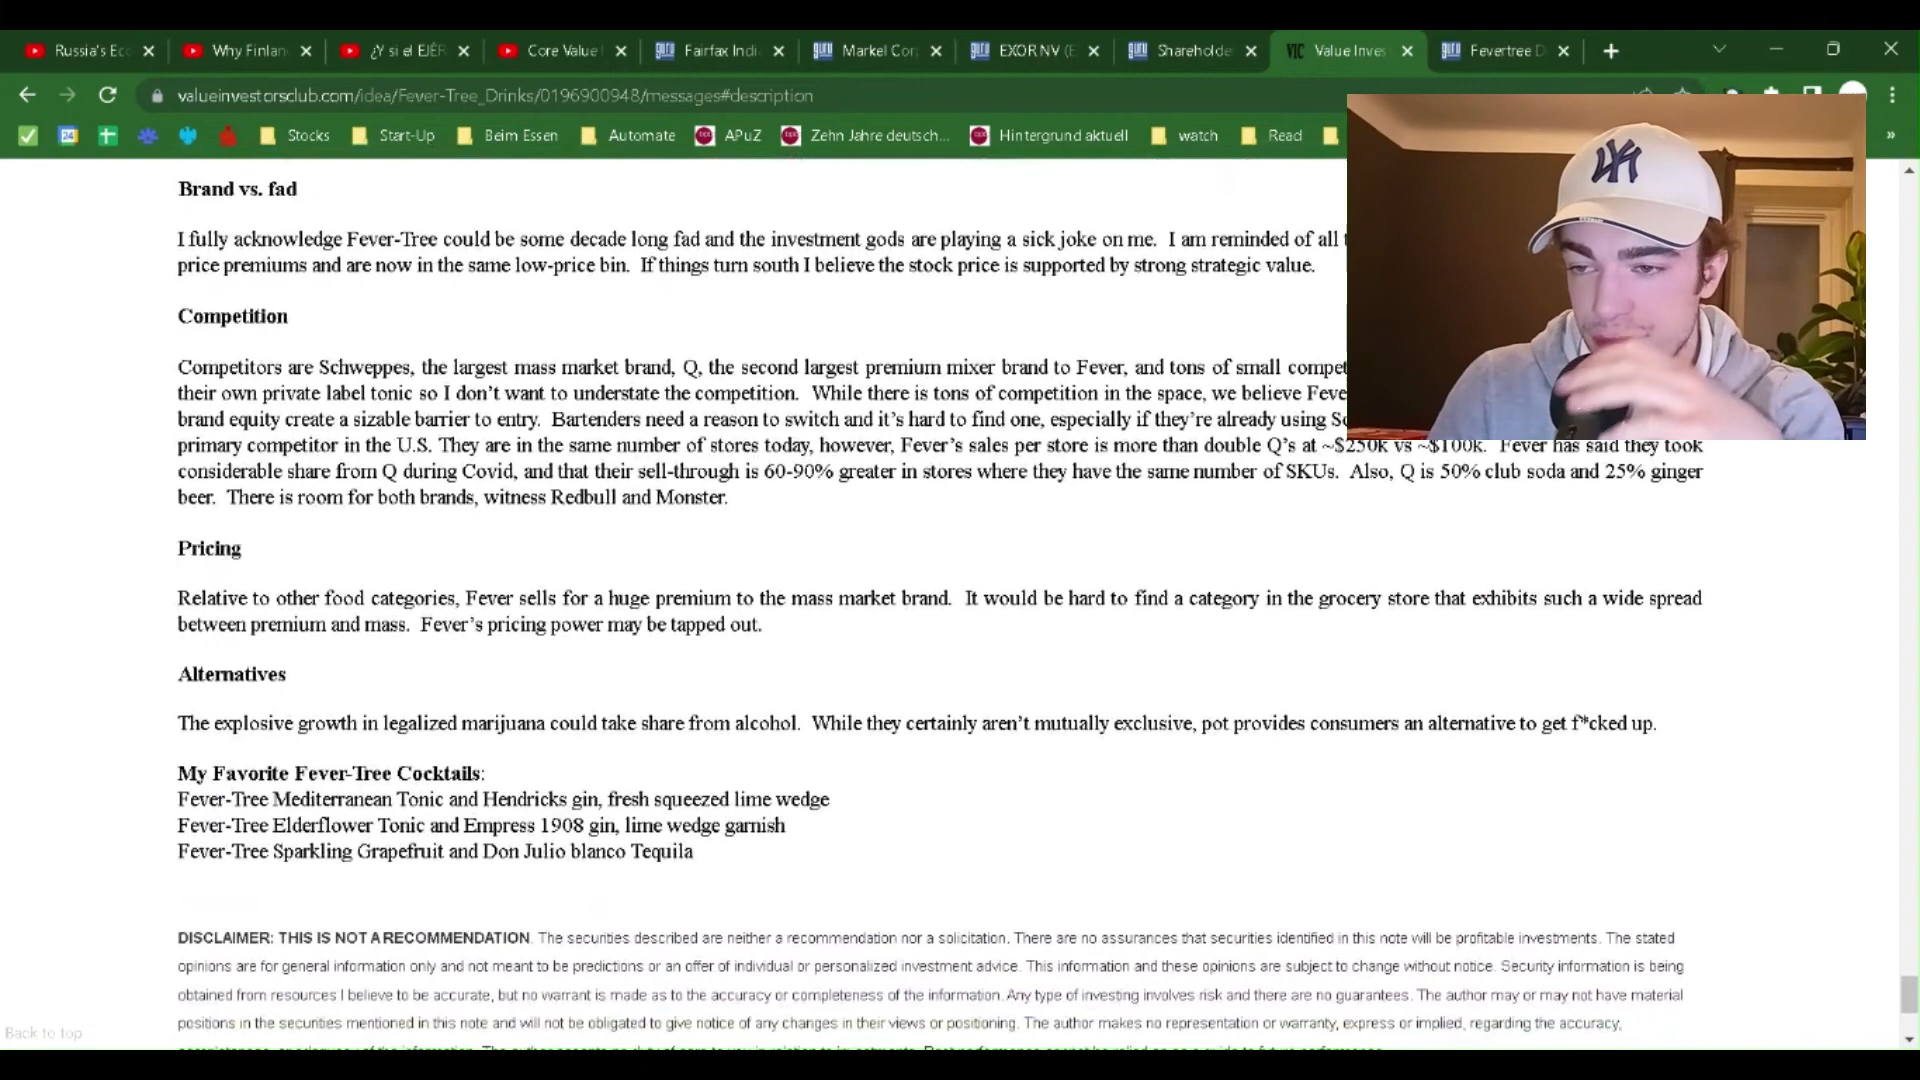 Russia's Ec
Why Finlan
¿Y si el EJÉR
Core Value
Fairfax Indi
Markel Cor
EXOR NV (E
Shareholde
VIC Value Inves
Fevertree D
valueinvestorsclub.com/idea/Fever-Tree_Drinks/0196900948/messages#description
Stocks
Start-Up
Beim Essen
Automate
APuZ
Zehn Jahre deutsch...
Hintergrund aktuell
watch
Read
Brand vs. fad
I fully acknowledge Fever-Tree could be some decade long fad and the investment gods are playing a sick joke on me. I am reminded of all
price premiums and are now in the same low-price bin. If things turn south I believe the stock price is supported by strong strategic value.
Competition
Competitors are Schweppes, the largest mass market brand, Q, the second largest premium mixer brand to Fever, and tons of small compet
their own private label tonic so I don't want to understate the competition. While there is tons of competition in the space, we believe Feve
brand equity create a sizable barrier to entry. Bartenders need a reason to switch and it's hard to find one, especially if they're already using Sc
primary competitor in the U.S. They are in the same number of stores today, however, Fever's sales per store is more than double Q's at ~$250k vs ~$100k. Fever has said they took
considerable share from Q during Covid, and that their sell-through is 60-90% greater in stores where they have the same number of SKUs. Also, Q is 50% club soda and 25% ginger
beer. There is room for both brands, witness Redbull and Monster.
Pricing
Relative to other food categories, Fever sells for a huge premium to the mass market brand. It would be hard to find a category in the grocery store that exhibits such a wide spread
between premium and mass. Fever's pricing power may be tapped out.
Alternatives
The explosive growth in legalized marijuana could take share from alcohol. While they certainly aren't mutually exclusive, pot provides consumers an alternative to get f*cked up.
My Favorite Fever-Tree Cocktails:
Fever-Tree Mediterranean Tonic and Hendricks gin, fresh squeezed lime wedge
Fever-Tree Elderflower Tonic and Empress 1908 gin, lime wedge garnish
Fever-Tree Sparkling Grapefruit and Don Julio blanco Tequila
DISCLAIMER: THIS IS NOT A RECOMMENDATION. The securities described are neither a recommendation nor a solicitation. There are no assurances that securities identified in this note will be profitable investments. The stated
opinions are for general information only and not meant to be predictions or an offer of individual or personalized investment advice. This information and these opinions are subject to change without notice. Security information is being
obtained from resources I believe to be accurate, but no warrant is made as to the accuracy or completeness of the information. Any type of investing involves risk and there are no guarantees. The author may or may not have material
positions in the securities mentioned in this note and will not be obligated to give notice of any changes in their views or positioning. The author makes no representation or warranty, express or implied, regarding the accuracy,
Back to top